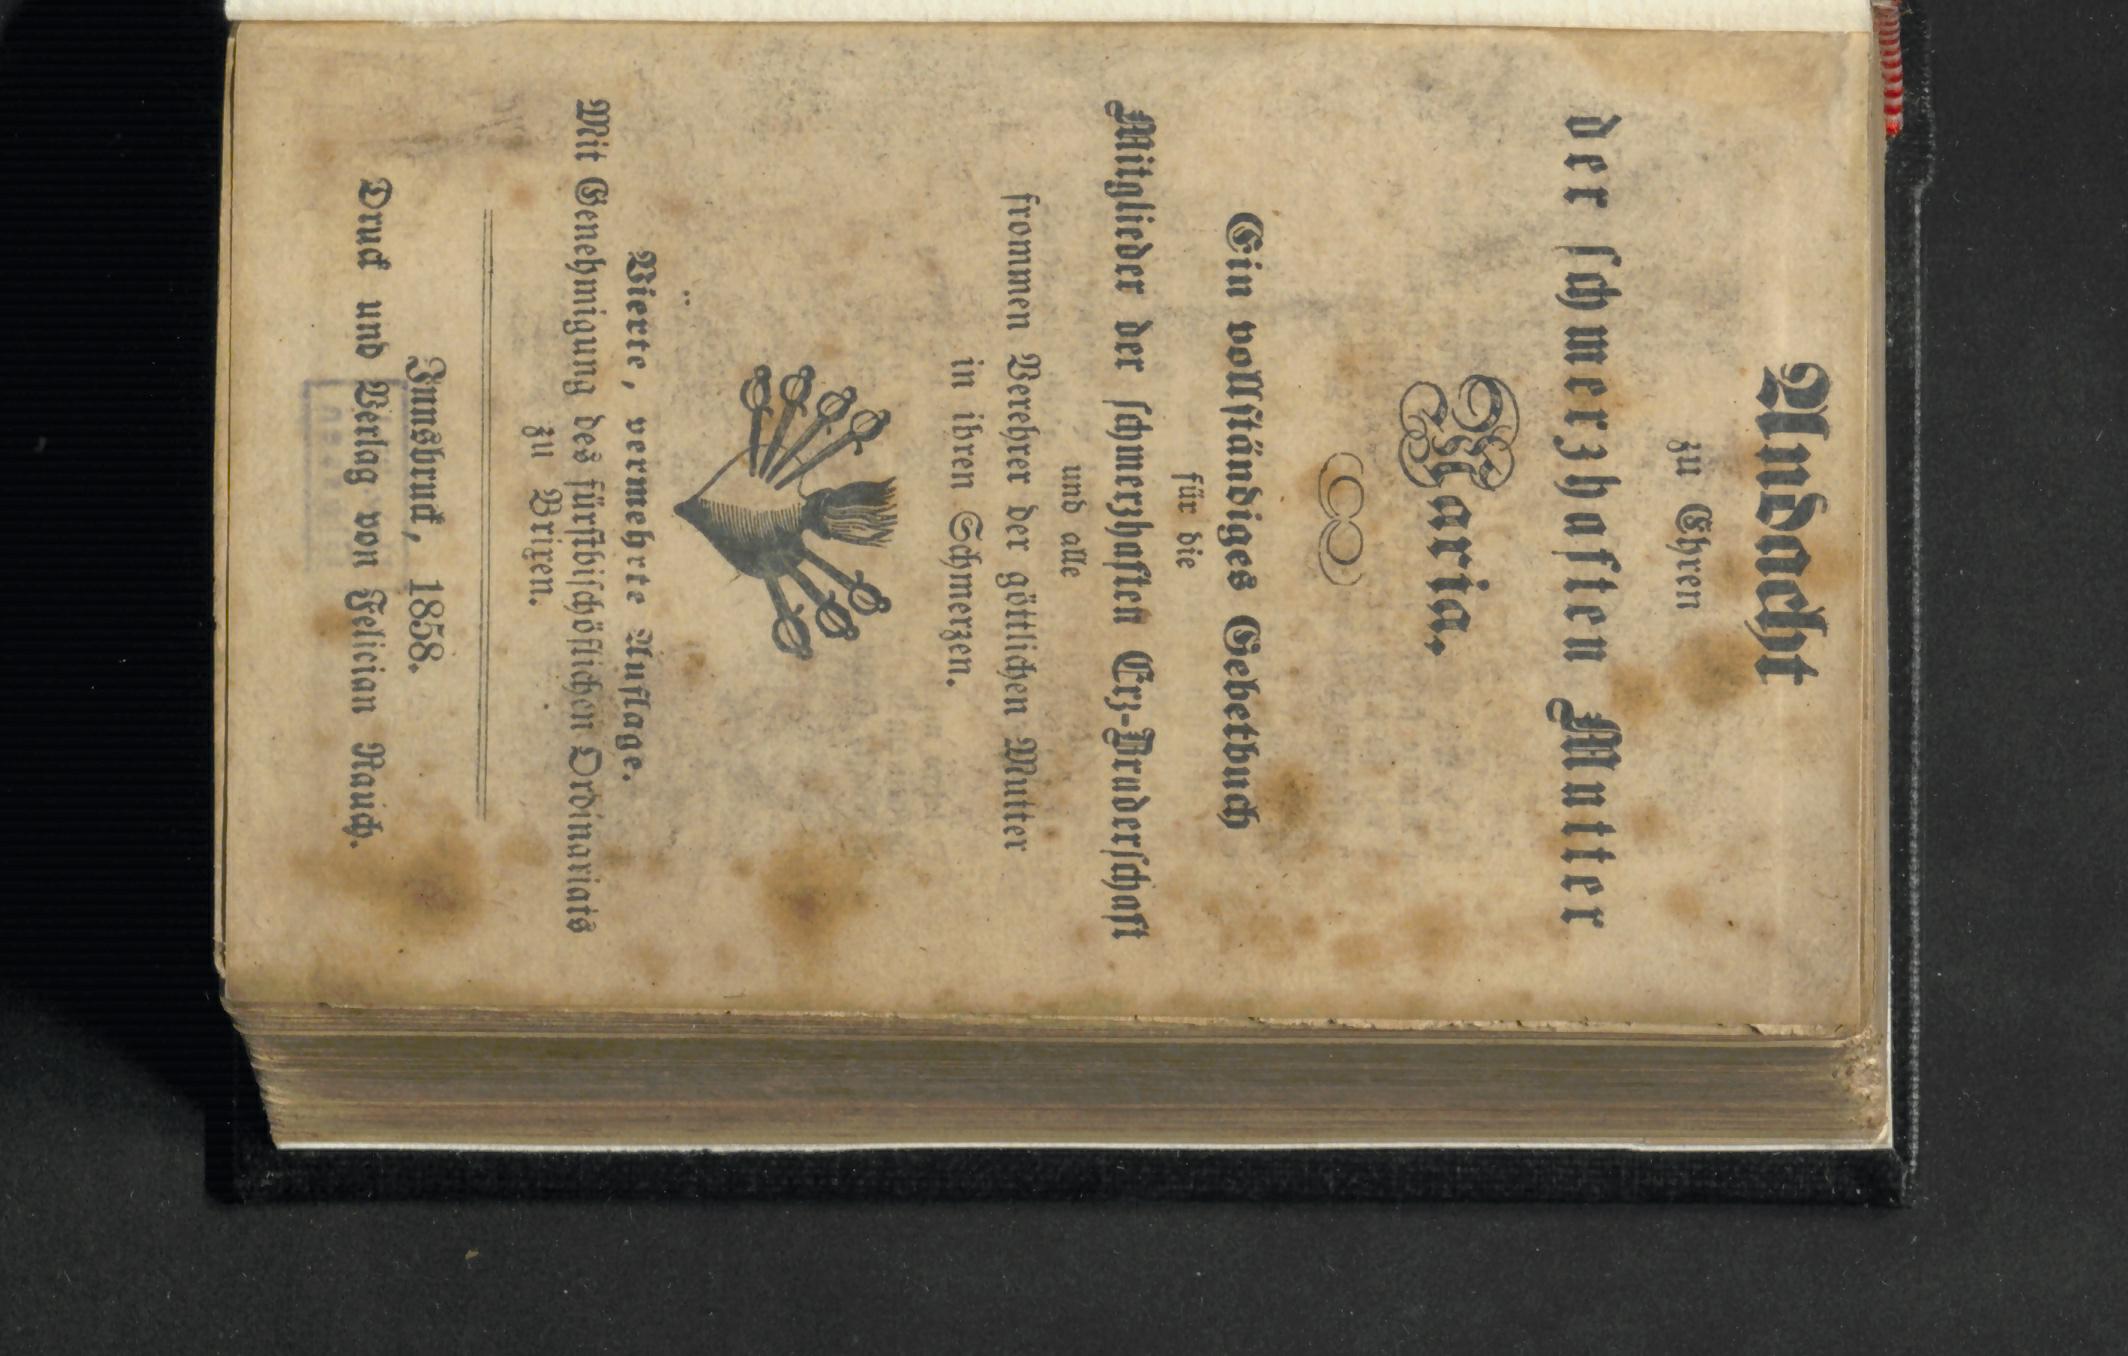 Andacht
zu Ehren
der schmerzhaften Mutter
Maria.
Ein vollständiges Gebetbuch
für die
Mitglieder der schmerzhaften Erz-Bruderschaft
und alle
frommen Verehrer der göttlichen Mutter
in ihren Schmerzen.
Vierte, vermehrte Auflage.
Mit Genehmigung des fürstbischöflichen Ordinariats
zu Brixen.
Innsbruck, 1858.
Druck und Verlag von Felician Rauch.